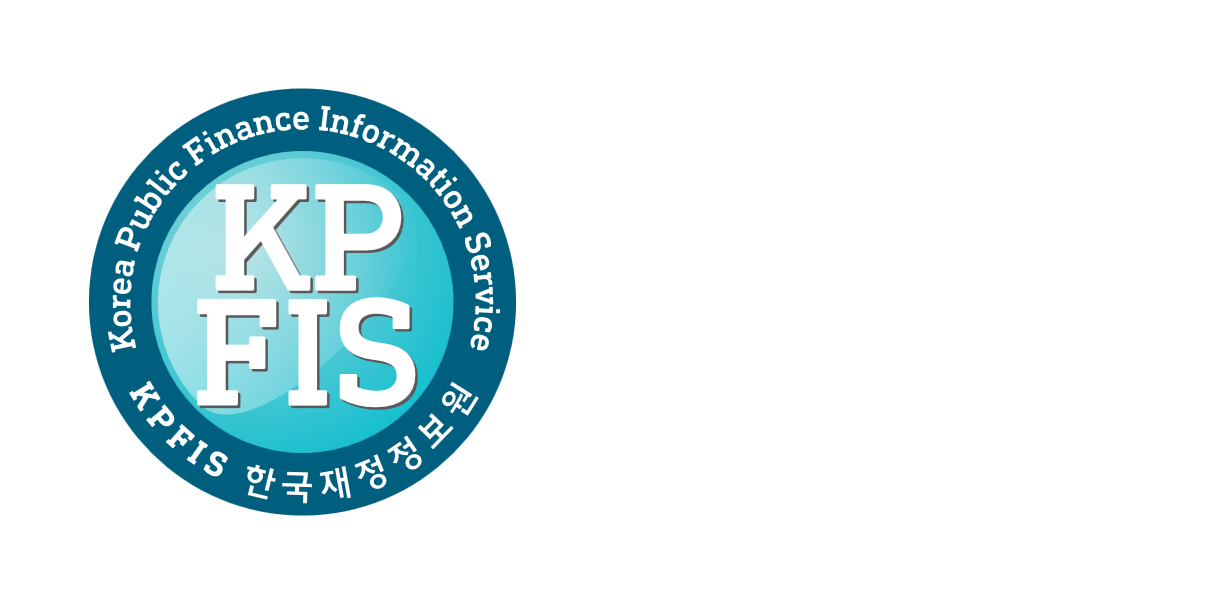 Korea Public Finance Information Service
KP
FIS
KPFIS 한국재정정보원